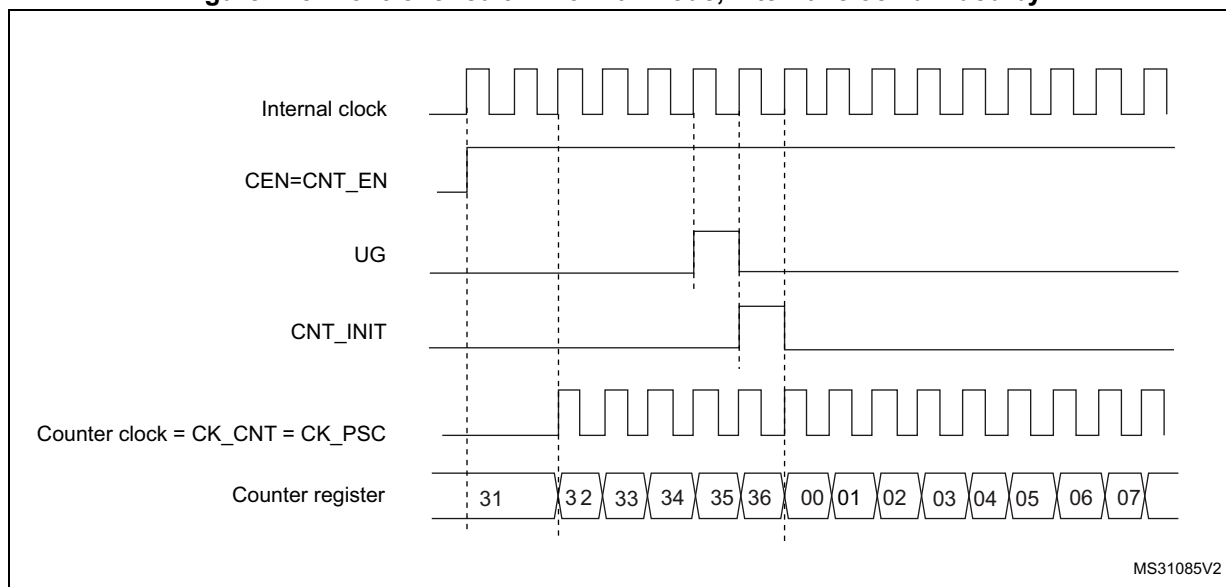 Internal clock
CEN=CNT_EN
UG
CNT_INIT
Counter clock = CK_CNT = CK_PSC
Counter register 31 32 33 34 35 36 00 01 02 03 04 05 06 07
MS31085V2